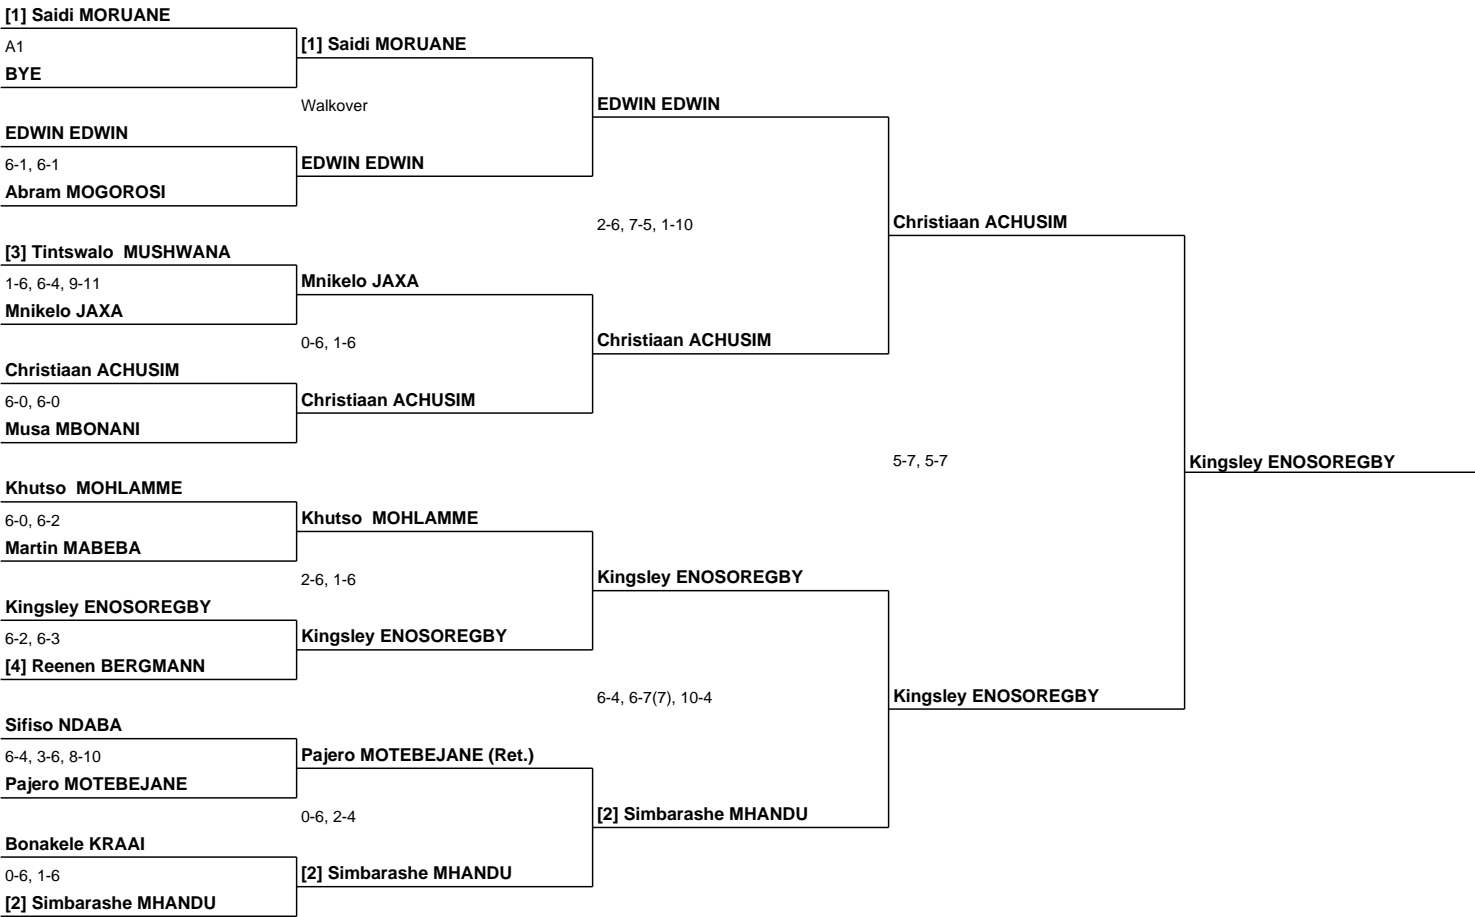 [1] Saidi MORUANE
A1
BYE
EDWIN EDWIN
6-1, 6-1
Abram MOGOROSI
[3] Tintswalo MUSHWANA
1-6, 6-4, 9-11
Mnikelo JAXA
Christiaan ACHUSIM
6-0, 6-0
Musa MBONANI
Khutso MOHLAMME
6-0, 6-2
Martin MABEBA
Kingsley ENOSOREGBY
6-2, 6-3
[4] Reenen BERGMANN
Sifiso NDABA
6-4, 3-6, 8-10
Pajero MOTEBEJANE
Bonakele KRAAI
0-6, 1-6
[2] Simbarashe MHANDU
[1] Saidi MORUANE
Walkover
EDWIN EDWIN
Mnikelo JAXA
0-6, 1-6
Christiaan ACHUSIM
Khutso MOHLAMME
2-6, 1-6
Kingsley ENOSOREGBY
Pajero MOTEBEJANE (Ret.)
0-6, 2-4
[2] Simbarashe MHANDU
EDWIN EDWIN
2-6, 7-5, 1-10
Christiaan ACHUSIM
Kingsley ENOSOREGBY
6-4, 6-7(7), 10-4
[2] Simbarashe MHANDU
Christiaan ACHUSIM
5-7, 5-7
Kingsley ENOSOREGBY
Kingsley ENOSOREGBY